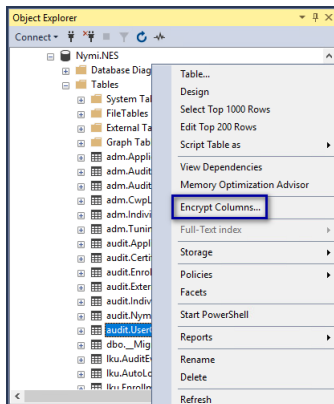 Object Explorer
Connect
Nymi.NES
Database Diag
Tables
System Tal
FileTables
External Ta
Graph Tab
adm.Appli
adm.Audit
adm.Audit
adm.CwpL
adm.Indivi
adm.Tunin
audit.Appl
audit.Certi
audit.Enrol
audit.Exter
audit.Indiv
audit.Nym
audit.User
dbo.__Mig
lku.AuditE
lku.AutoLo
lku.Enrollm
Table...
Design
Select Top 1000 Rows
Edit Top 200 Rows
Script Table as
View Dependencies
Memory Optimization Advisor
Encrypt Columns...
Full-Text index
Storage
Policies
Facets
Start PowerShell
Reports
Rename
Delete
Refresh